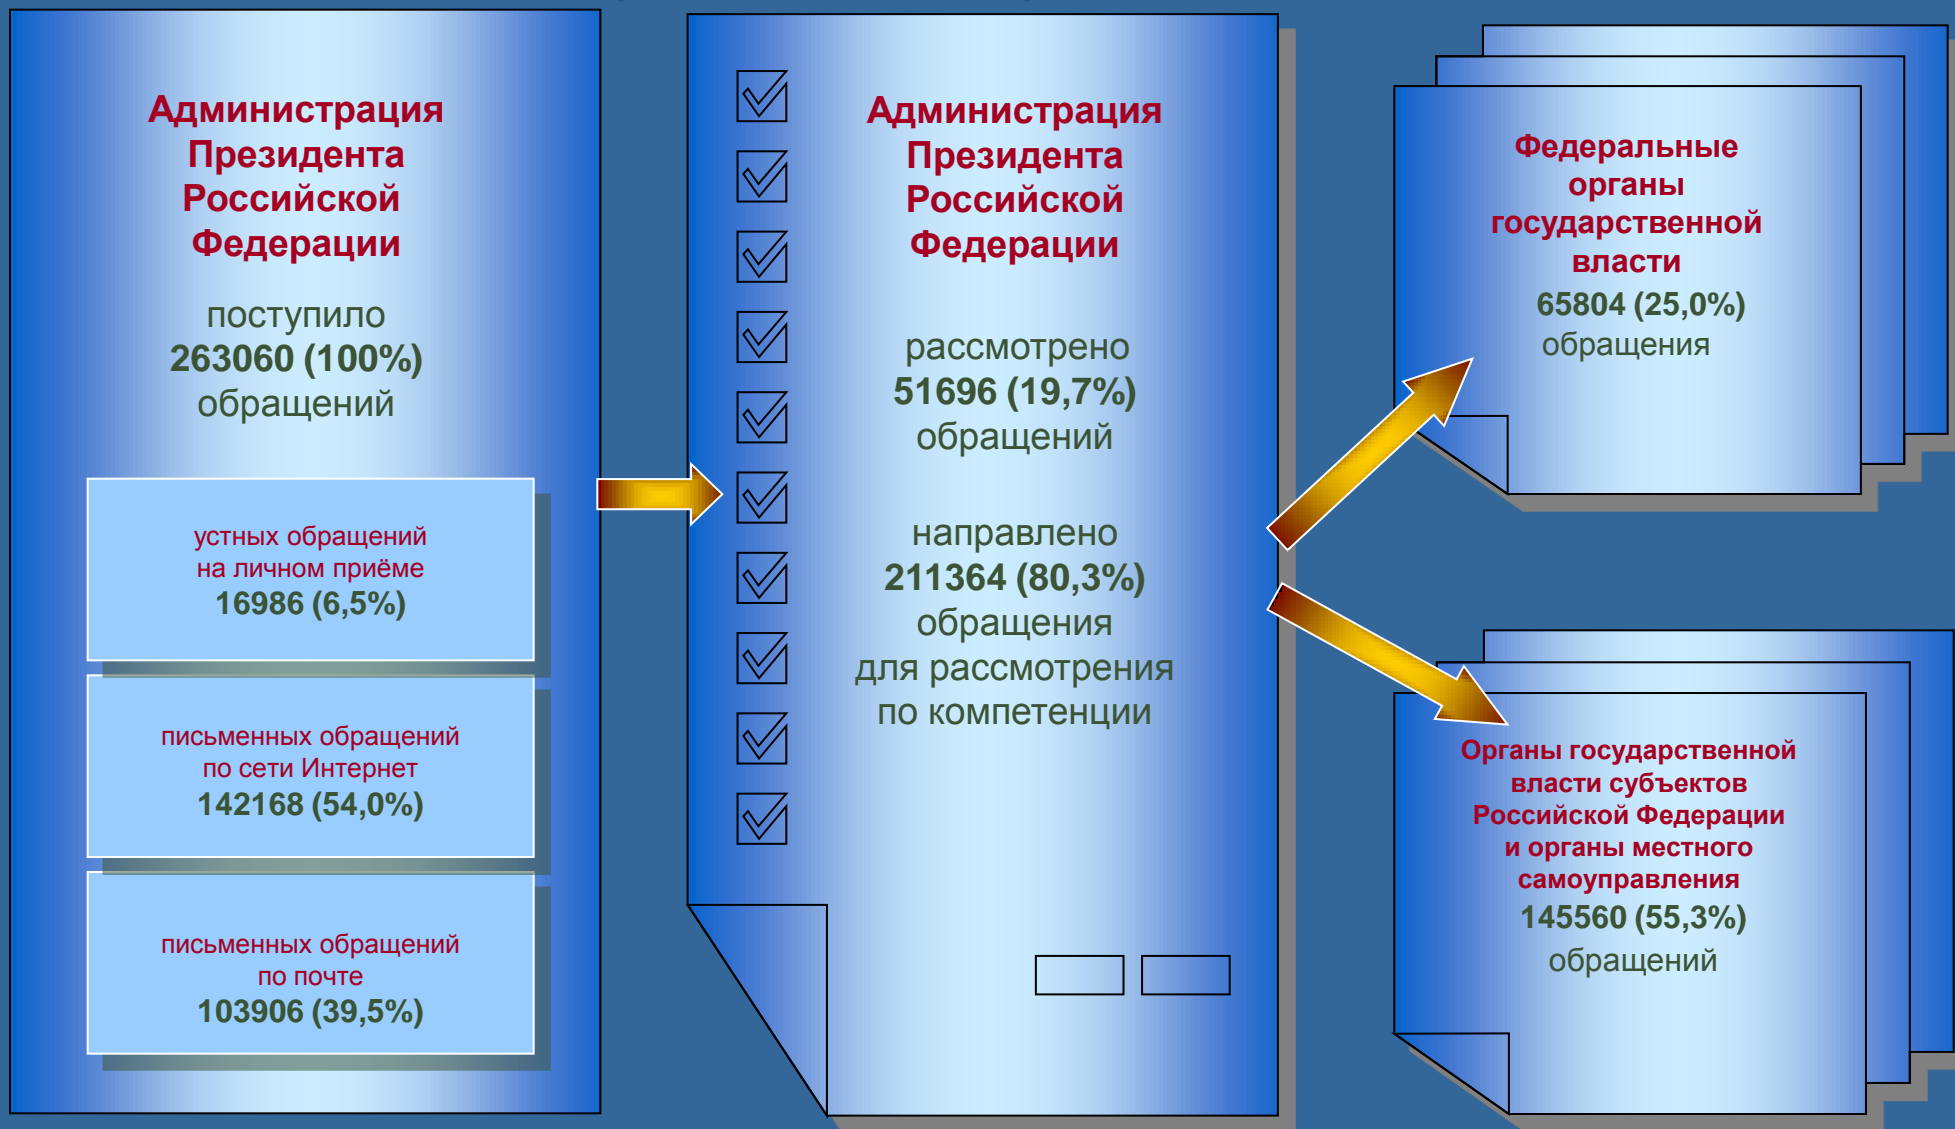 Администрация
Президента
Российской
Федерации
поступило
263060 (100%)
обращений
устных обращений
на личном приёме
16986 (6,5%)
письменных обращений
по сети Интернет
142168 (54,0%)
письменных обращений
по почте
103906 (39,5%)
Администрация
Президента
Российской
Федерации
рассмотрено
51696 (19,7%)
обращений
направлено
211364 (80,3%)
обращения
для рассмотрения
по компетенции
Федеральные
органы
государственной
власти
65804 (25,0%)
обращения
Органы государственной
власти субъектов
Российской Федерации
и органы местного
самоуправления
145560 (55,3%)
обращений